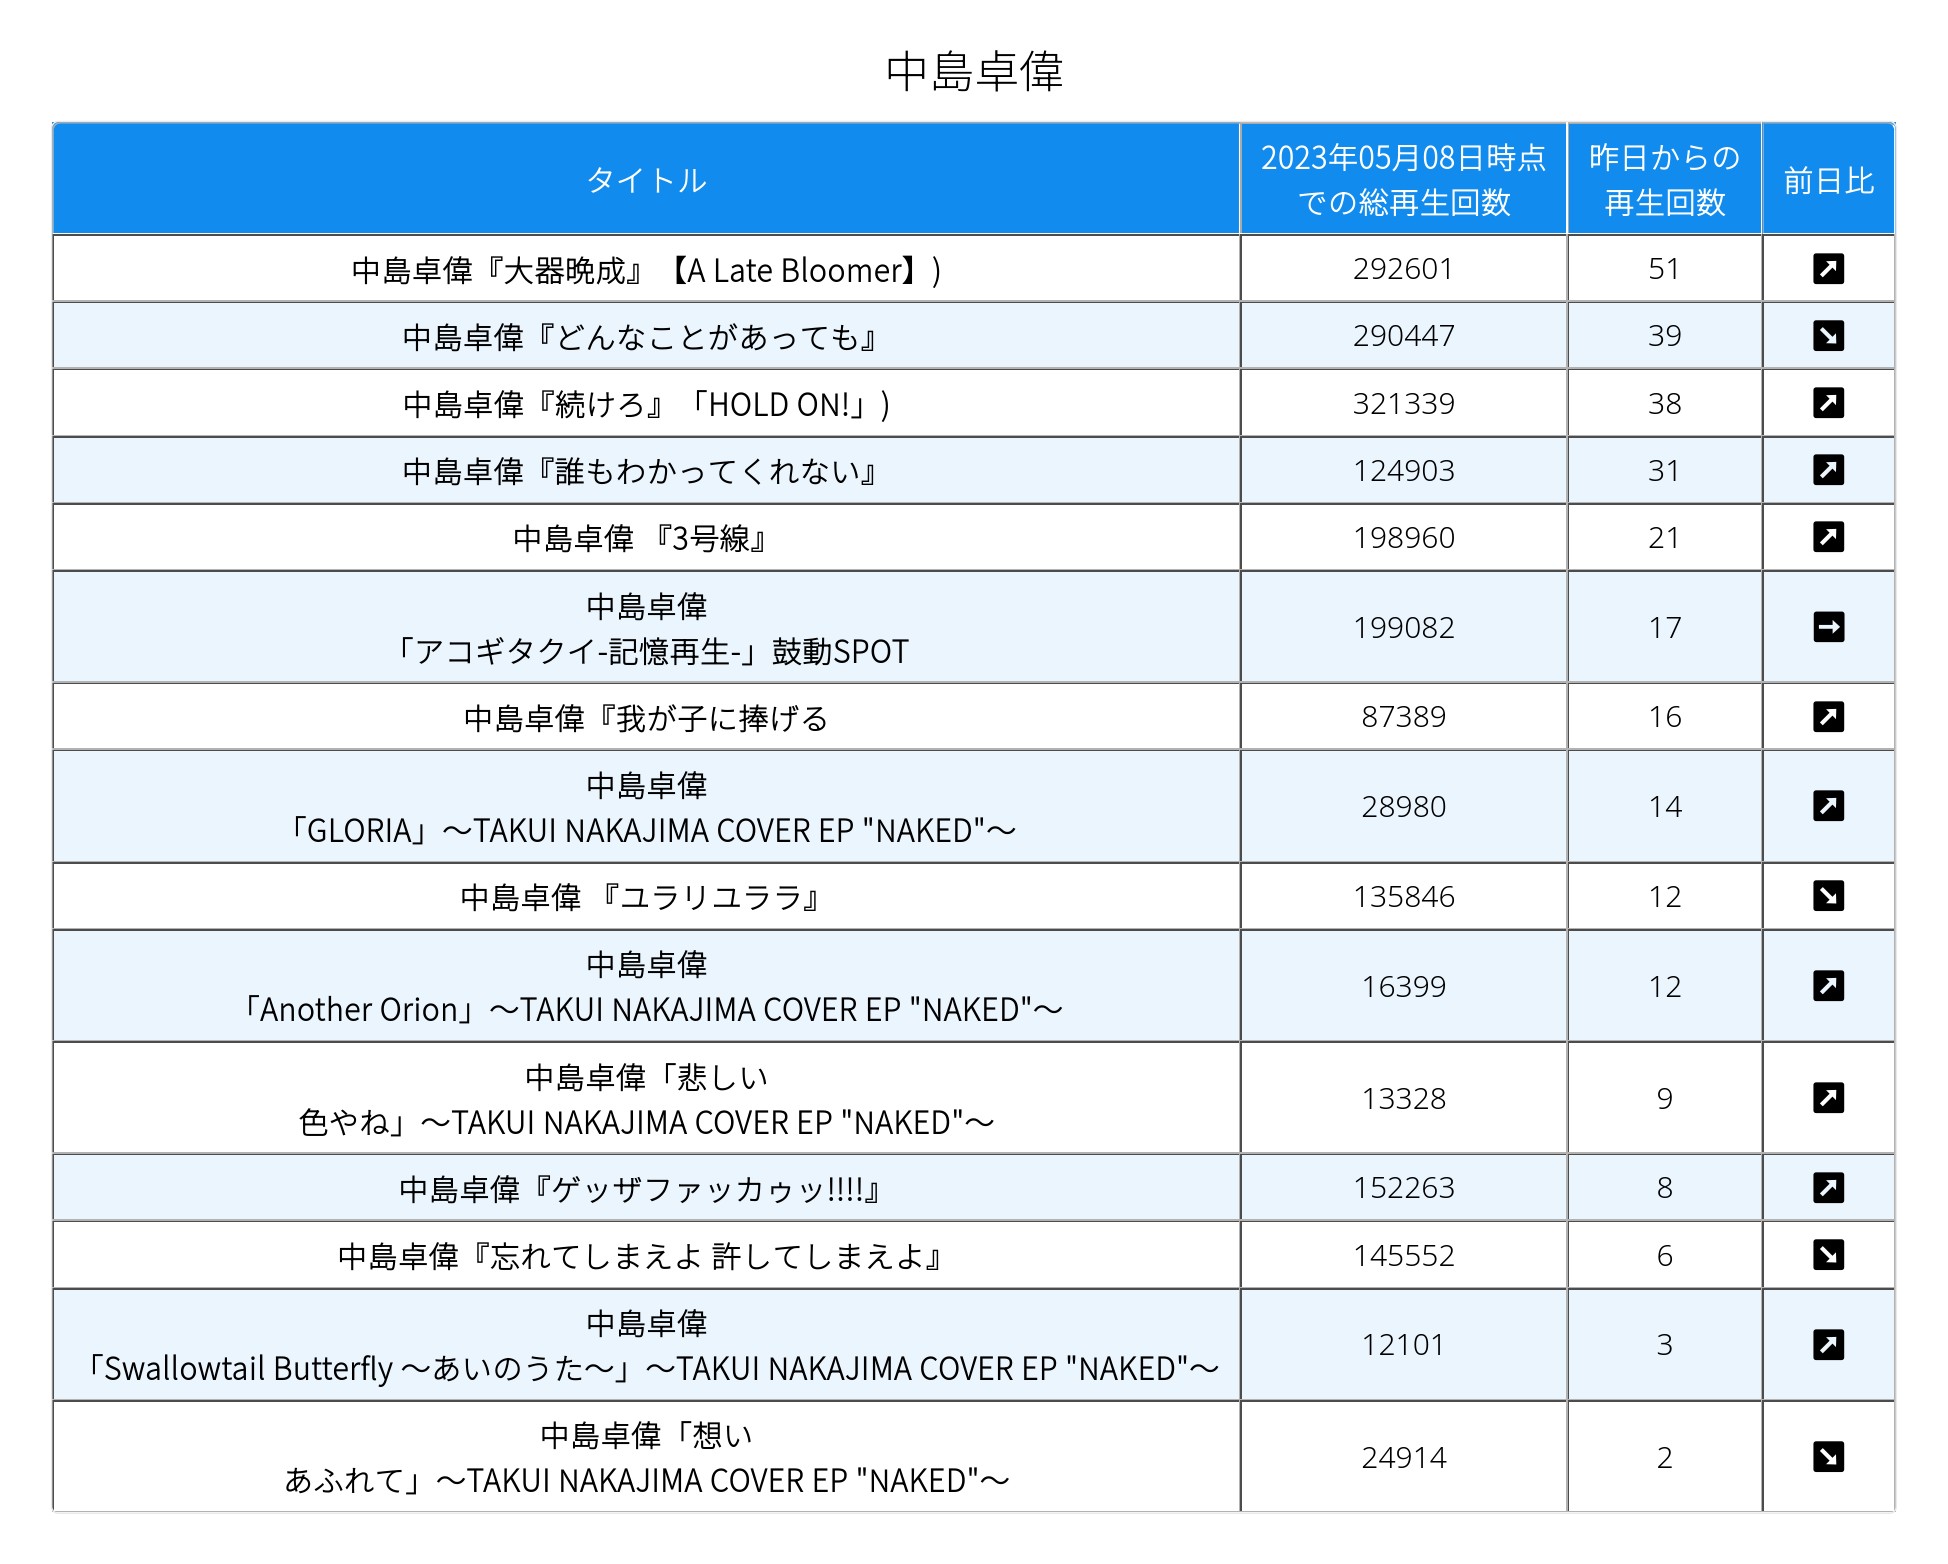 中島卓偉
タイトル
2023年05月08日時点
での総再生回数
昨日からの
再生回数
前日比
中島卓偉『大器晩成』【A Late Bloomer】)
292601
51
中島卓偉『どんなことがあっても』
290447
39
中島卓偉『続けろ』「HOLD ON!」)
321339
38
中島卓偉『誰もわかってくれない』
124903
31
中島卓偉 『3号線』
198960
21
中島卓偉
「アコギタクイ-記憶再生-」鼓動SPOT
199082
17
中島卓偉『我が子に捧げる
87389
16
中島卓偉
「GLORIA」～TAKUI NAKAJIMA COVER EP "NAKED"～
28980
14
中島卓偉 『ユラリユララ』
135846
12
中島卓偉
「Another Orion」～TAKUI NAKAJIMA COVER EP "NAKED"～
16399
12
中島卓偉「悲しい
色やね」～TAKUI NAKAJIMA COVER EP "NAKED"～
13328
9
中島卓偉『ゲッザファッカゥッ!!!!』
152263
8
中島卓偉『忘れてしまえよ 許してしまえよ』
145552
6
中島卓偉
「Swallowtail Butterfly ～あいのうた～」～TAKUI NAKAJIMA COVER EP "NAKED"～
12101
3
中島卓偉「想い
あふれて」～TAKUI NAKAJIMA COVER EP "NAKED"～
24914
2